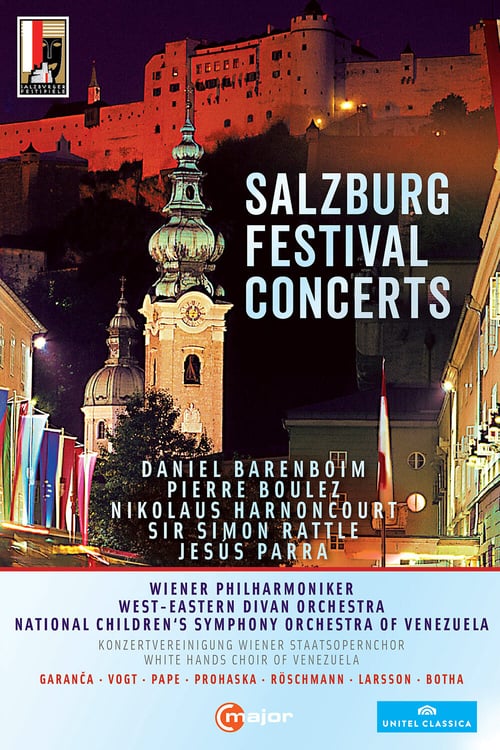 SALZBURGER
FESTSPIELE
SALZBURG
FESTIVAL
CONCERTS
DANIEL BARENBOIM
PIERRE BOULEZ
NIKOLAUS HARNONCOURT
SIR SIMON RATTLE
JESÚS PARRA
WIENER PHILHARMONIKER
WEST-EASTERN DIVAN ORCHESTRA
NATIONAL CHILDREN'S SYMPHONY ORCHESTRA OF VENEZUELA
KONZERTVEREINIGUNG WIENER STAATSOPERNCHOR
WHITE HANDS CHOIR OF VENEZUELA
GARANČA · VOGT · PAPE · PROHASKA · RÖSCHMANN · LARSSON · BOTHA
C major
UNITEL CLASSICA